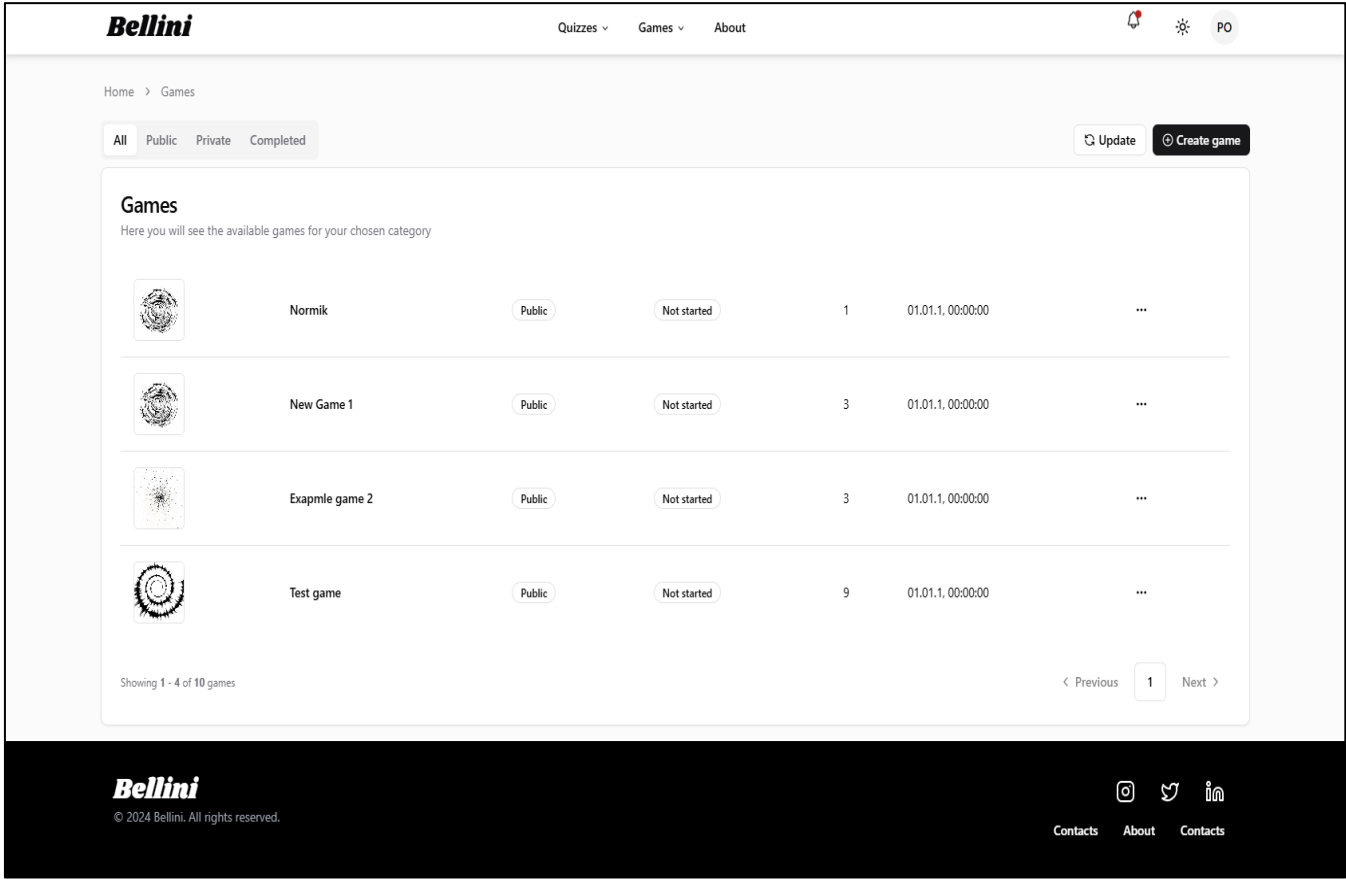 Bellini Quizzes Games About PO
Home > Games
All Public Private Completed Update Create game
Games
Here you will see the available games for your chosen category
Normik Public Not started 1 01.01.1, 00:00:00 ...
New Game 1 Public Not started 3 01.01.1, 00:00:00 ...
Exapmle game 2 Public Not started 3 01.01.1, 00:00:00 ...
Test game Public Not started 9 01.01.1, 00:00:00 ...
Showing 1 - 4 of 10 games < Previous 1 Next >
Bellini
© 2024 Bellini. All rights reserved.
Contacts About Contacts